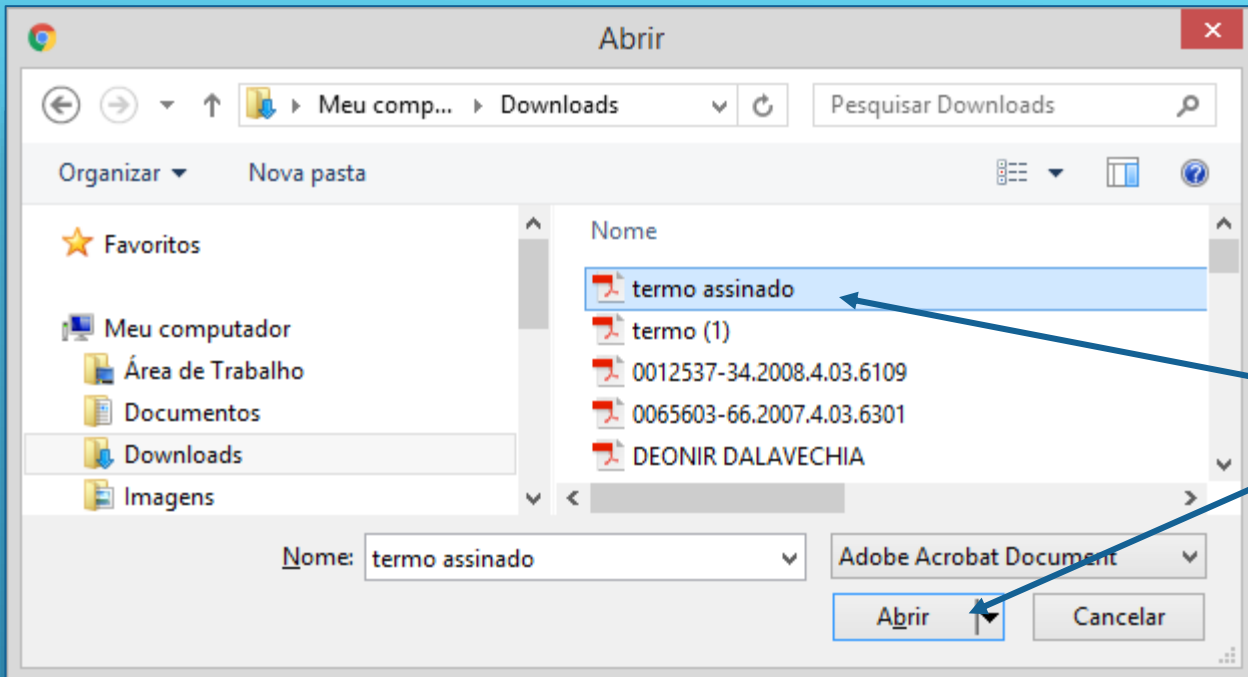 Abrir
Meu comp... Downloads
Pesquisar Downloads
Organizar
Nova pasta
Favoritos
Meu computador
Área de Trabalho
Documentos
Downloads
Imagens
Nome
termo assinado
termo (1)
0012537-34.2008.4.03.6109
0065603-66.2007.4.03.6301
DEONIR DALAVECHIA
Nome: termo assinado
Adobe Acrobat Document
Abrir
Cancelar